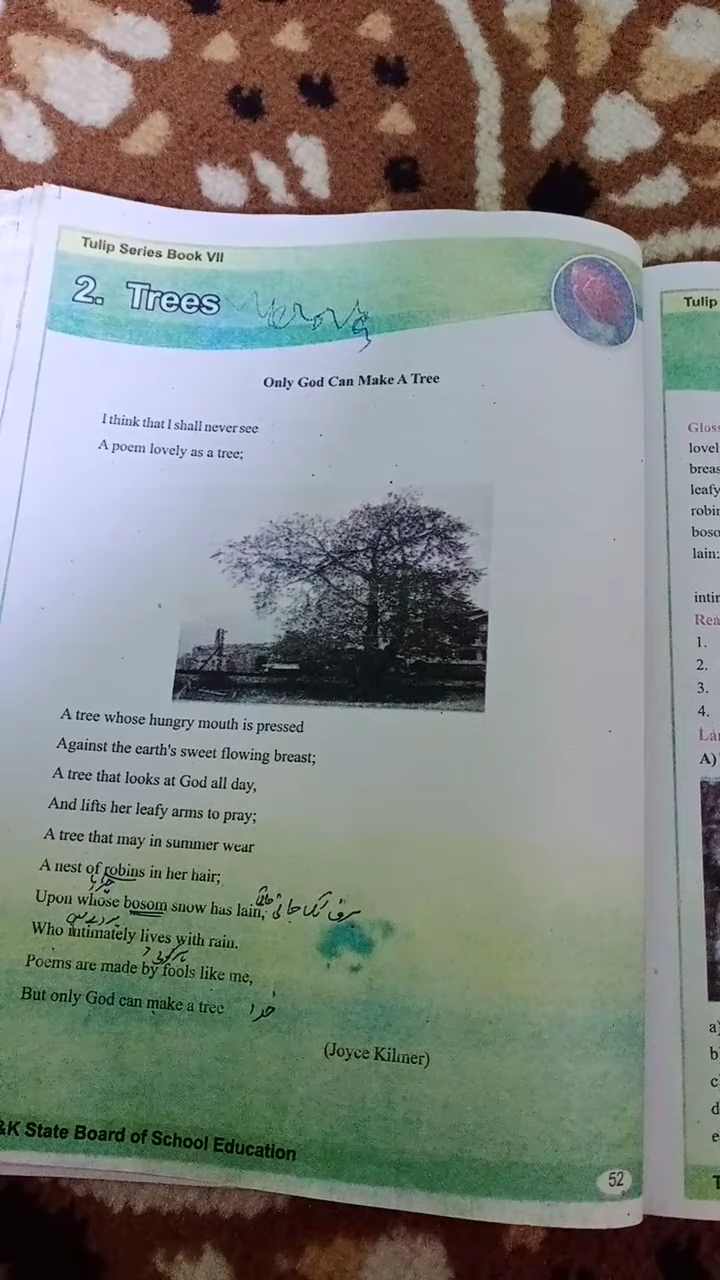 Tulip Series Book VII
2. Trees
Only God Can Make A Tree
I think that I shall never see
A poem lovely as a tree;
A tree whose hungry mouth is pressed
Against the earth's sweet flowing breast;
A tree that looks at God all day,
And lifts her leafy arms to pray;
A tree that may in summer wear
A nest of robins in her hair;
Upon whose bosom snow has lain;
Who intimately lives with rain.
Poems are made by fools like me,
But only God can make a tree خدا
(Joyce Kilmer)
&K State Board of School Education
52
Tulip
Gloss
lovel
breas
leafy
robin
boso
lain:
intin
Rea
1.
2.
3.
4.
Lan
A)
a)
b
c
d
e
T